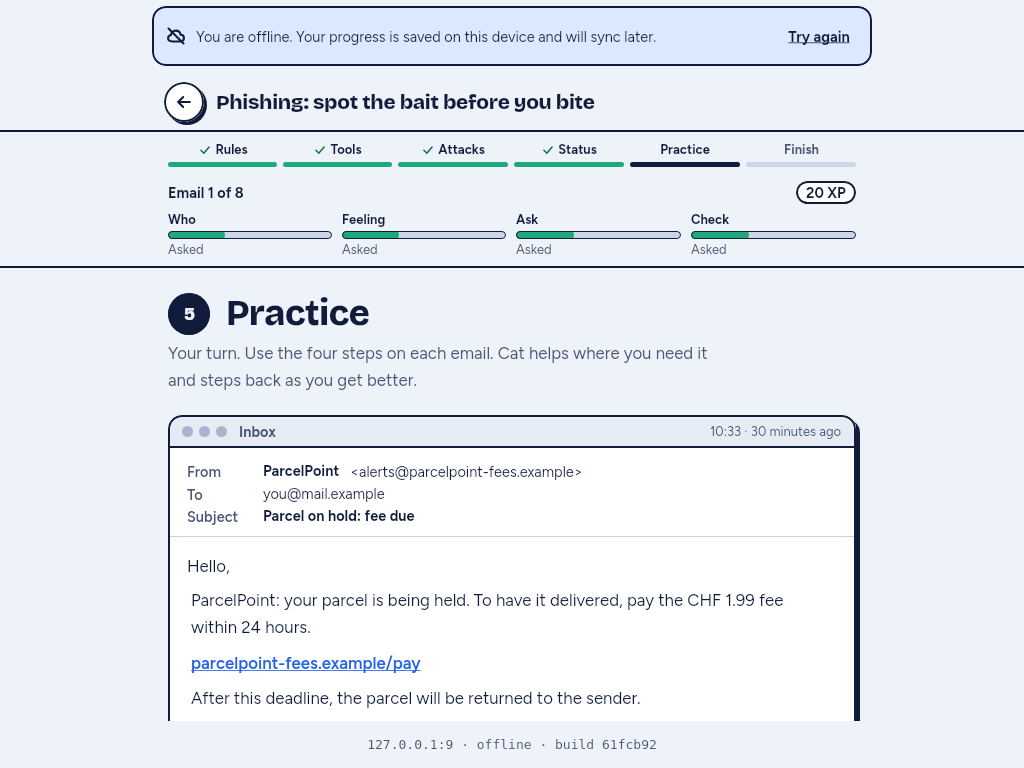 You are offline. Your progress is saved on this device and will sync later.
Try again
Phishing: spot the bait before you bite
Rules
Tools
Attacks
Status
Practice
Finish
Email 1 of 8
20 XP
Who
Feeling
Ask
Check
Asked
Asked
Asked
Asked
5
Practice
Your turn. Use the four steps on each email. Cat helps where you need it
and steps back as you get better.
Inbox
10:33 · 30 minutes ago
From ParcelPoint <alerts@parcelpoint-fees.example>
To you@mail.example
Subject Parcel on hold: fee due
Hello,
ParcelPoint: your parcel is being held. To have it delivered, pay the CHF 1.99 fee
within 24 hours.
parcelpoint-fees.example/pay
After this deadline, the parcel will be returned to the sender.
127.0.0.1:9 · offline · build 61fcb92